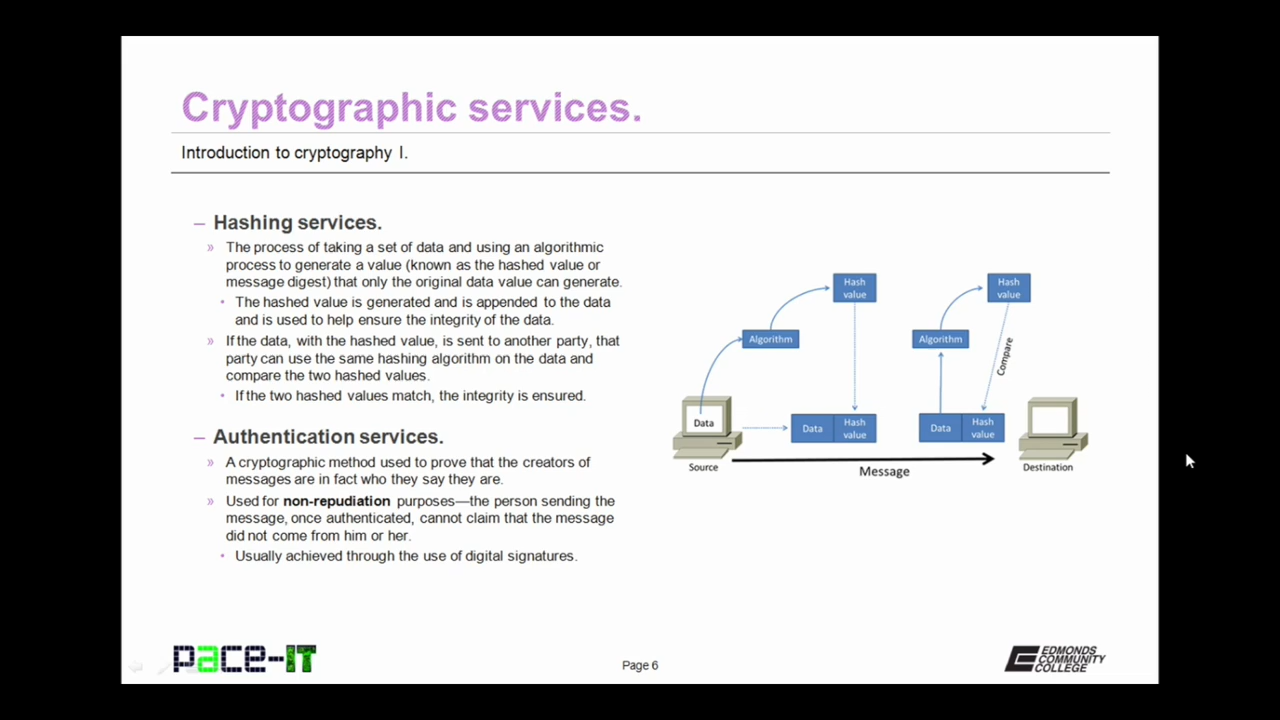 Cryptographic services.
Introduction to cryptography I.
– Hashing services.
» The process of taking a set of data and using an algorithmic
process to generate a value (known as the hashed value or
message digest) that only the original data value can generate.
• The hashed value is generated and is appended to the data
and is used to help ensure the integrity of the data.
» If the data, with the hashed value, is sent to another party, that
party can use the same hashing algorithm on the data and
compare the two hashed values.
• If the two hashed values match, the integrity is ensured.
– Authentication services.
» A cryptographic method used to prove that the creators of
messages are in fact who they say they are.
» Used for non-repudiation purposes—the person sending the
message, once authenticated, cannot claim that the message
did not come from him or her.
• Usually achieved through the use of digital signatures.
Hash
value
Hash
value
Algorithm
Algorithm
Compare
Data
Data
Hash
value
Data
Hash
value
Source
Message
Destination
pace-IT
Page 6
EDMONDS
COMMUNITY
COLLEGE